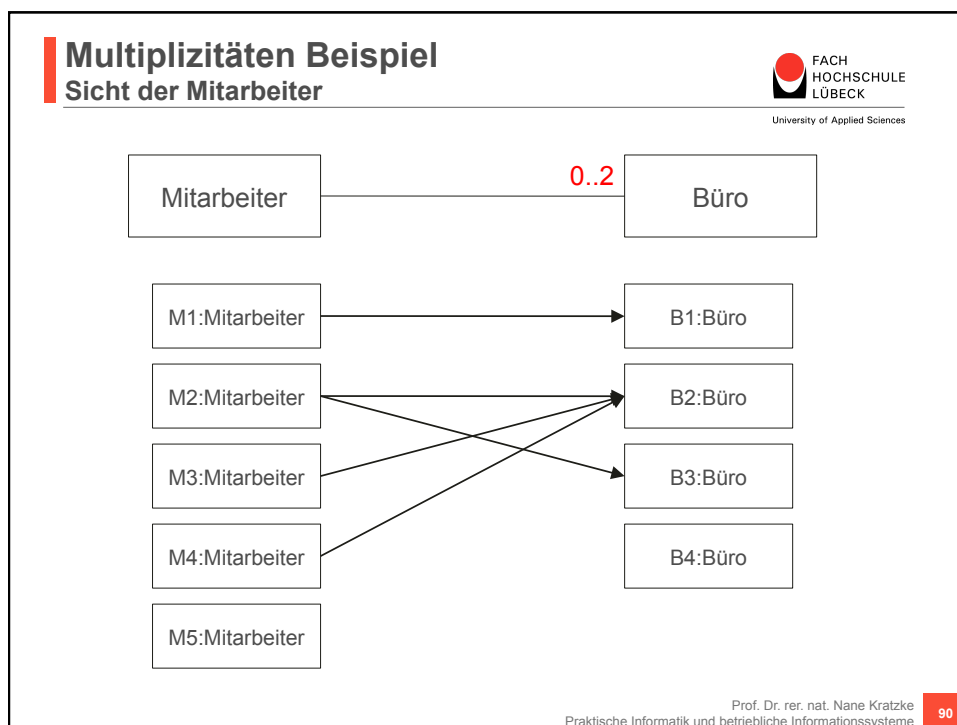 Multiplizitäten Beispiel
Sicht der Mitarbeiter
FACH
HOCHSCHULE
LÜBECK
University of Applied Sciences
Mitarbeiter
0..2
Büro
M1:Mitarbeiter
B1:Büro
M2:Mitarbeiter
B2:Büro
M3:Mitarbeiter
B3:Büro
M4:Mitarbeiter
B4:Büro
M5:Mitarbeiter
Prof. Dr. rer. nat. Nane Kratzke
Praktische Informatik und betriebliche Informationssysteme
90